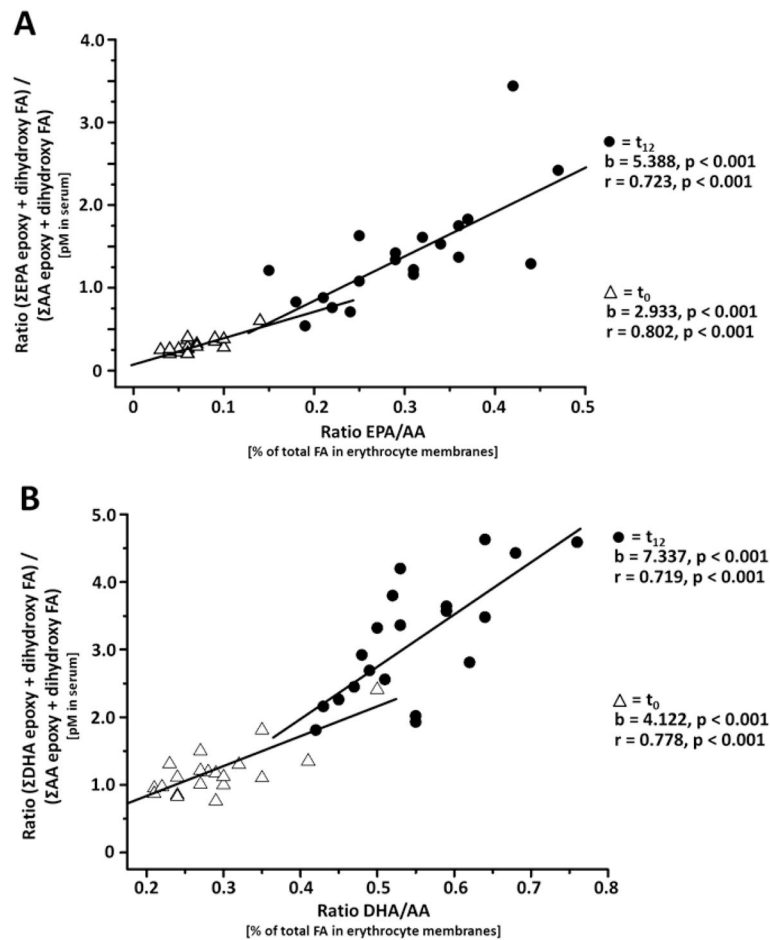 A
Ratio (ΣEPA epoxy + dihydroxy FA) /
(ΣAA epoxy + dihydroxy FA)
[pM in serum]
4.0
3.0
2.0
1.0
0
0
0.1
0.2
0.3
0.4
0.5
Ratio EPA/AA
[% of total FA in erythrocyte membranes]
● = t12
b = 5.388, p < 0.001
r = 0.723, p < 0.001
△ = t0
b = 2.933, p < 0.001
r = 0.802, p < 0.001
B
Ratio (ΣDHA epoxy + dihydroxy FA) /
(ΣAA epoxy + dihydroxy FA)
[pM in serum]
5.0
4.0
3.0
2.0
1.0
0
0.2
0.3
0.4
0.5
0.6
0.7
0.8
Ratio DHA/AA
[% of total FA in erythrocyte membranes]
● = t12
b = 7.337, p < 0.001
r = 0.719, p < 0.001
△ = t0
b = 4.122, p < 0.001
r = 0.778, p < 0.001